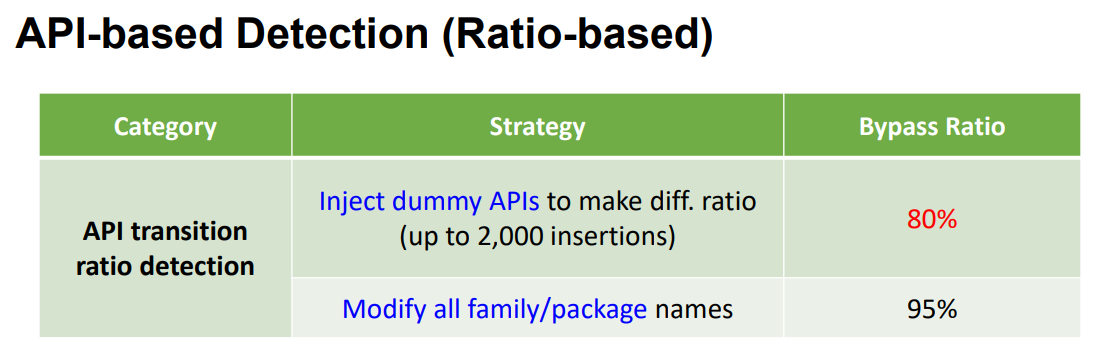 API-based Detection (Ratio-based)
Category
Strategy
Bypass Ratio
API transition
ratio detection
Inject dummy APIs to make diff. ratio
(up to 2,000 insertions)
80%
Modify all family/package names
95%